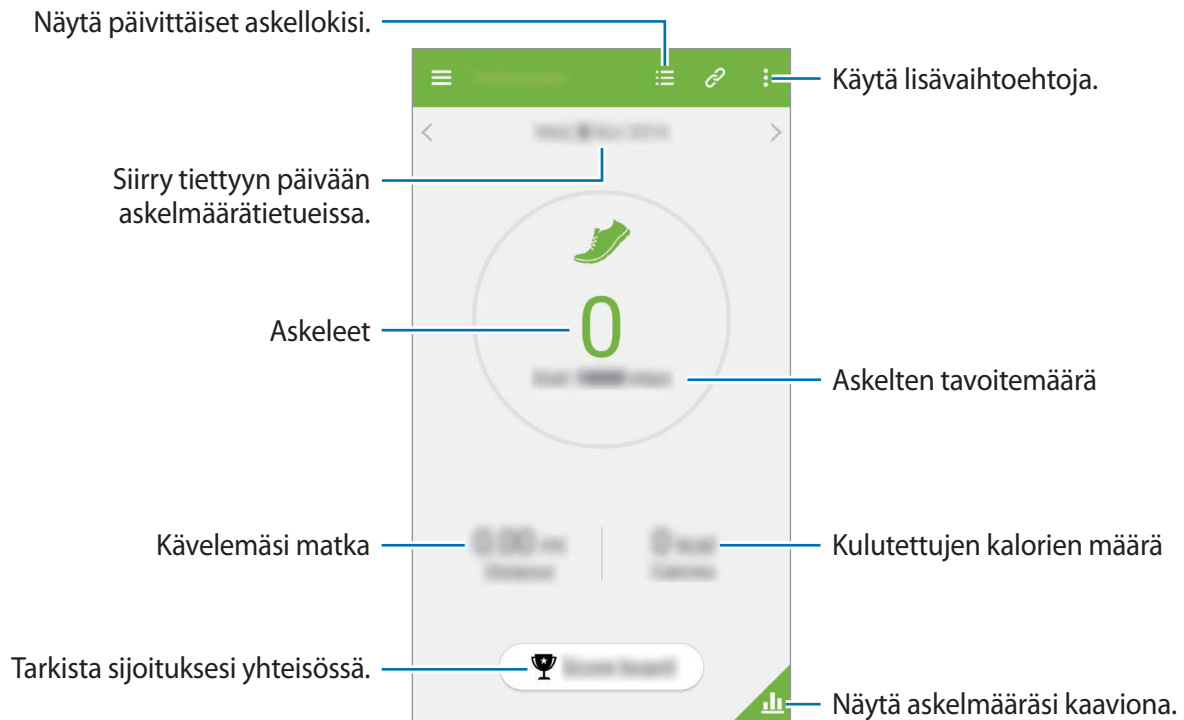 Näytä päivittäiset askellokisi.
Käytä lisävaihtoehtoja.
Siirry tiettyyn päivään
askelmäärätietueissa.
Askeleet
0
Askelten tavoitemäärä
Kävelemäsi matka
Kulutettujen kalorien määrä
Tarkista sijoituksesi yhteisössä.
Näytä askelmääräsi kaaviona.